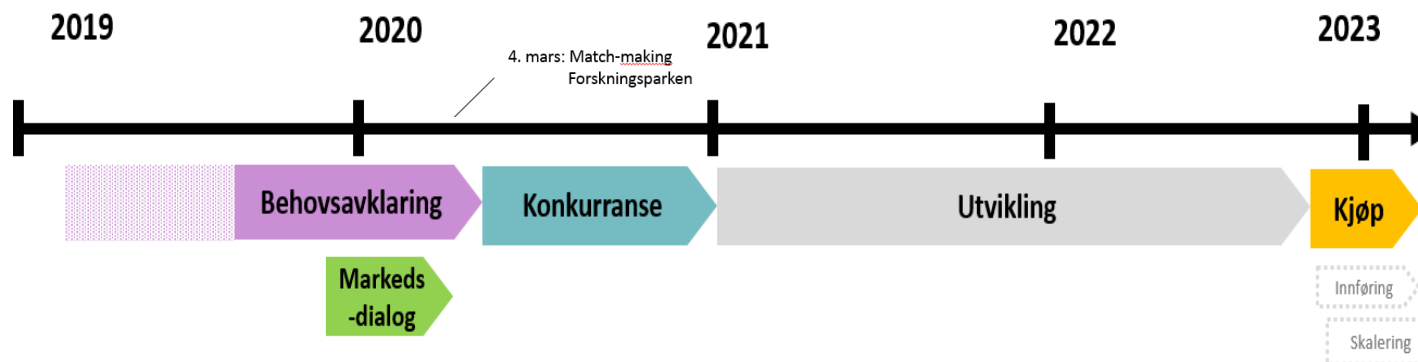 2019
2020
2021
2022
2023
4. mars: Match-making
Forskningsparken
Behovsavklaring
Konkurranse
Utvikling
Kjøp
Markeds
-dialog
Innføring
Skalering